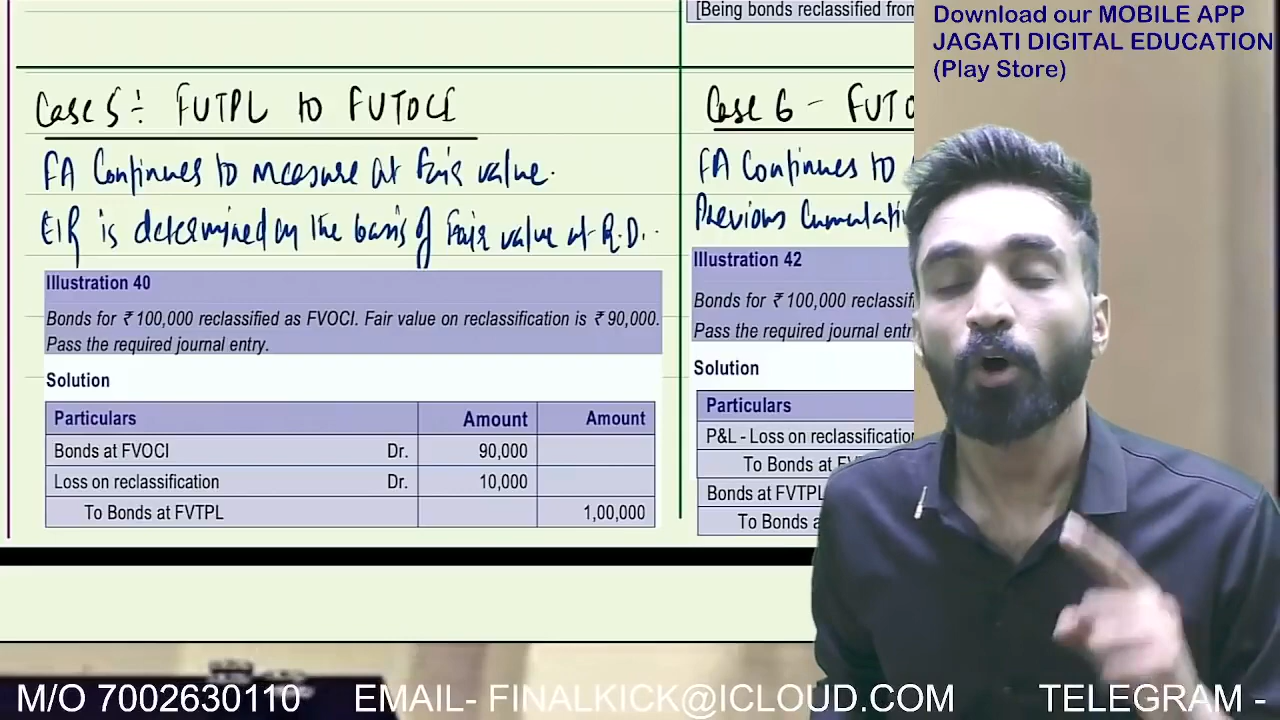 [Being bonds reclassified from
Download our MOBILE APP
JAGATI DIGITAL EDUCATION
(Play Store)
Case 5 ÷ FVTPL to FVTOCI
FA Continues to measure at Fair value.
EIR is determined on the basis of Fair value at R.D.
Illustration 40
Bonds for ₹ 100,000 reclassified as FVOCI. Fair value on reclassification is ₹ 90,000.
Pass the required journal entry.
Solution
Particulars Amount Amount
Bonds at FVOCI Dr. 90,000
Loss on reclassification Dr. 10,000
To Bonds at FVTPL 1,00,000
Case 6 -
FA Continues to
Previous
Illustration 42
Bonds for ₹ 100,000
Pass the required
Solution
Particulars
P&L - Loss on reclassification
To Bonds at
Bonds at FVTPL
To Bonds
M/O 7002630110 EMAIL- FINALKICK@ICLOUD.COM TELEGRAM -